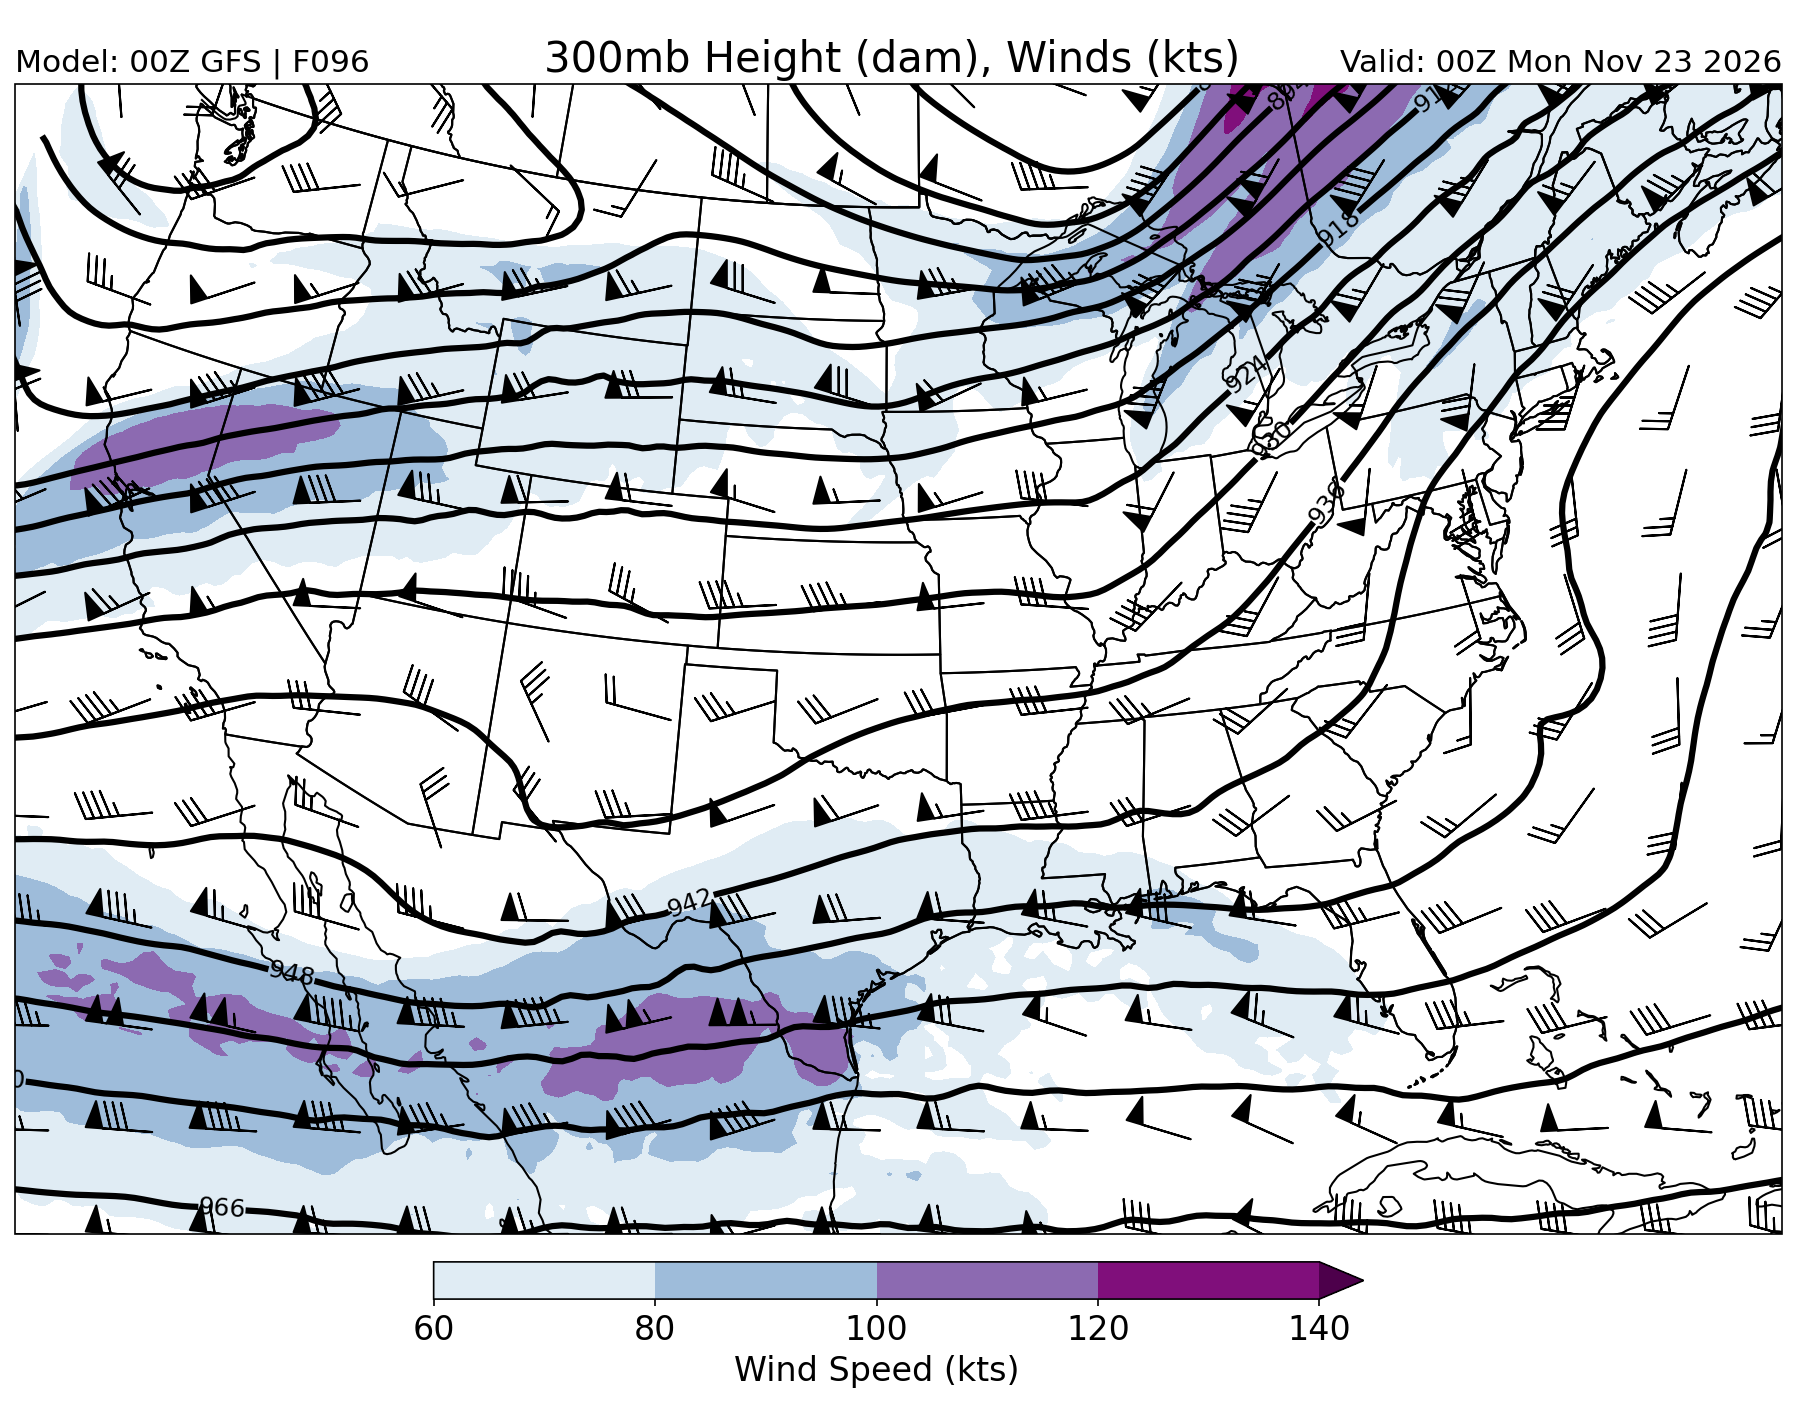 Model: 00Z GFS | F096
300mb Height (dam), Winds (kts)
Valid: 00Z Mon Nov 23 2026
918
924
930
936
942
948
966
60 80 100 120 140
Wind Speed (kts)